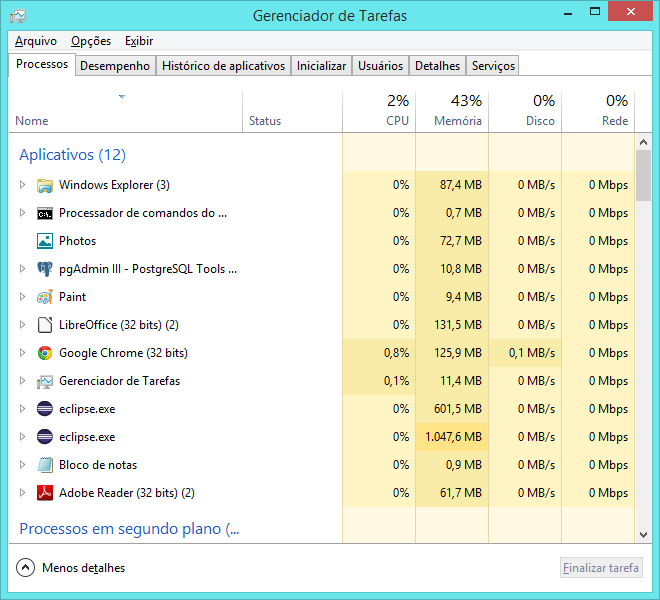 Gerenciador de Tarefas
Arquivo Opções Exibir
Processos Desempenho Histórico de aplicativos Inicializar Usuários Detalhes Serviços
2% 43% 0% 0%
Nome Status CPU Memória Disco Rede
Aplicativos (12)
Windows Explorer (3) 0% 87,4 MB 0 MB/s 0 Mbps
Processador de comandos do ... 0% 0,7 MB 0 MB/s 0 Mbps
Photos 0% 72,7 MB 0 MB/s 0 Mbps
pgAdmin III - PostgreSQL Tools ... 0% 10,8 MB 0 MB/s 0 Mbps
Paint 0% 9,4 MB 0 MB/s 0 Mbps
LibreOffice (32 bits) (2) 0% 131,5 MB 0 MB/s 0 Mbps
Google Chrome (32 bits) 0,8% 125,9 MB 0,1 MB/s 0 Mbps
Gerenciador de Tarefas 0,1% 11,4 MB 0 MB/s 0 Mbps
eclipse.exe 0% 601,5 MB 0 MB/s 0 Mbps
eclipse.exe 0% 1.047,6 MB 0 MB/s 0 Mbps
Bloco de notas 0% 0,9 MB 0 MB/s 0 Mbps
Adobe Reader (32 bits) (2) 0% 61,7 MB 0 MB/s 0 Mbps
Processos em segundo plano (...
Menos detalhes Finalizar tarefa